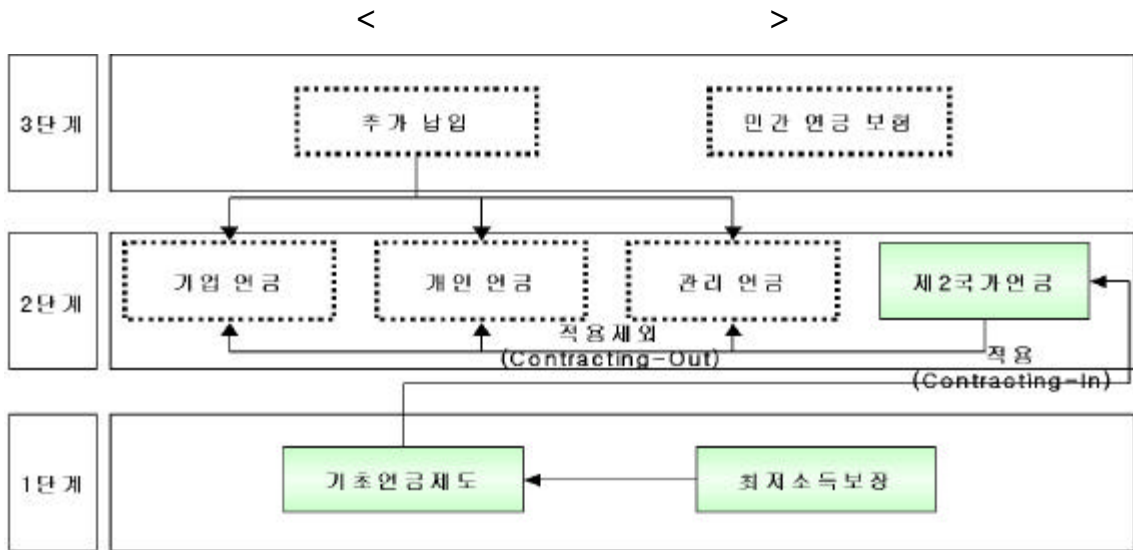 < >
3단계
추가 납입
민간 연금 보험
2단계
기업 연금
개인 연금
관리 연금
제2국가연금
적용제외
(Contracting-Out)
적용
(Contracting-In)
1단계
기초연금제도
최저소득보장